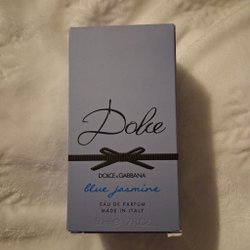 Dolce
DOLCE & GABBANA
blue jasmine
EAU DE PARFUM
MADE IN ITALY